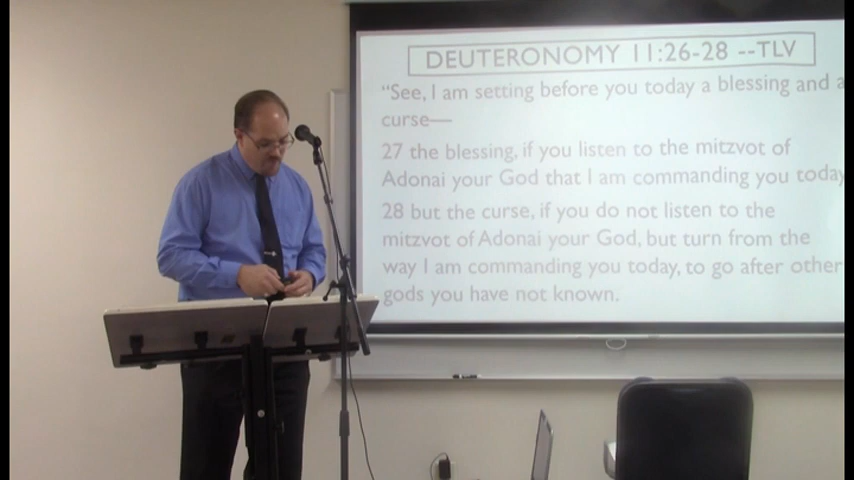 DEUTERONOMY 11:26-28 --TLV
“See, I am setting before you today a blessing and a
curse—
27 the blessing, if you listen to the mitzvot of
Adonai your God that I am commanding you today
28 but the curse, if you do not listen to the
mitzvot of Adonai your God, but turn from the
way I am commanding you today, to go after other
gods you have not known.